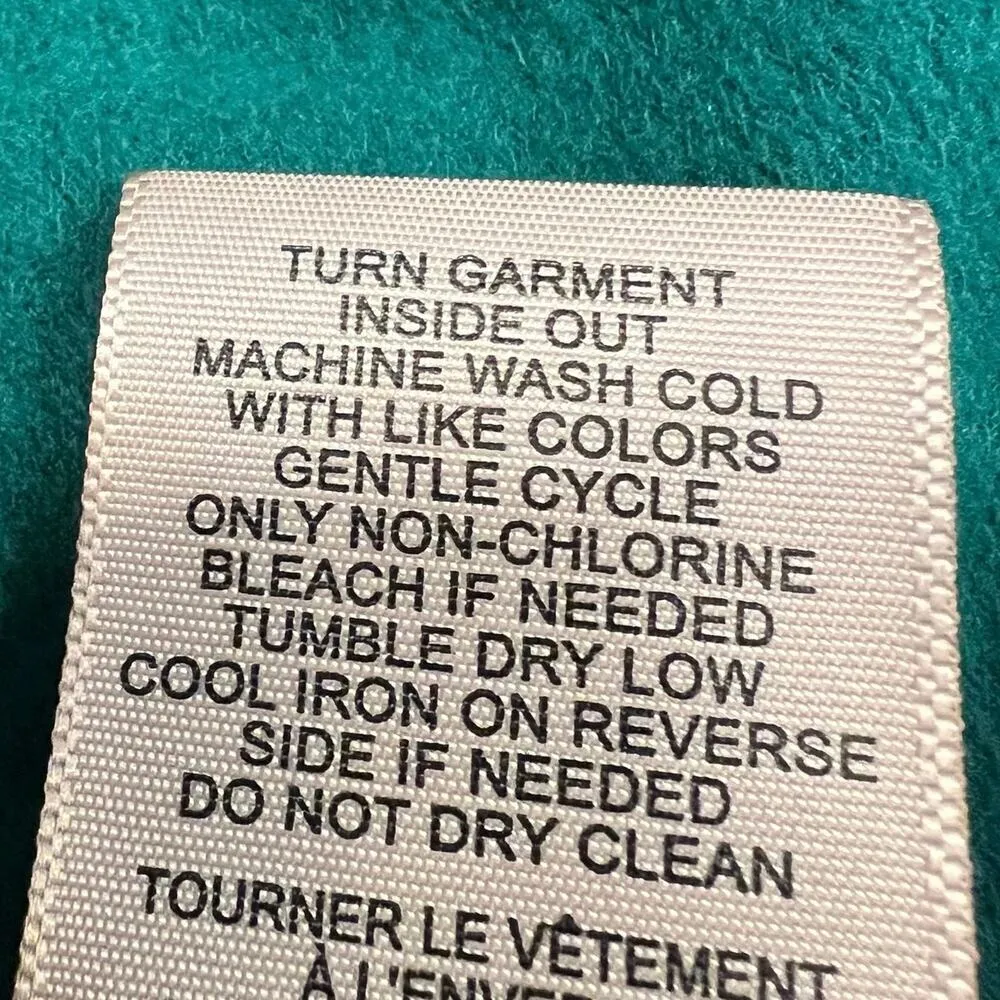 TURN GARMENT
INSIDE OUT
MACHINE WASH COLD
WITH LIKE COLORS
GENTLE CYCLE
ONLY NON-CHLORINE
BLEACH IF NEEDED
TUMBLE DRY LOW
COOL IRON ON REVERSE
SIDE IF NEEDED
DO NOT DRY CLEAN
TOURNER LE VÊTEMENT
À